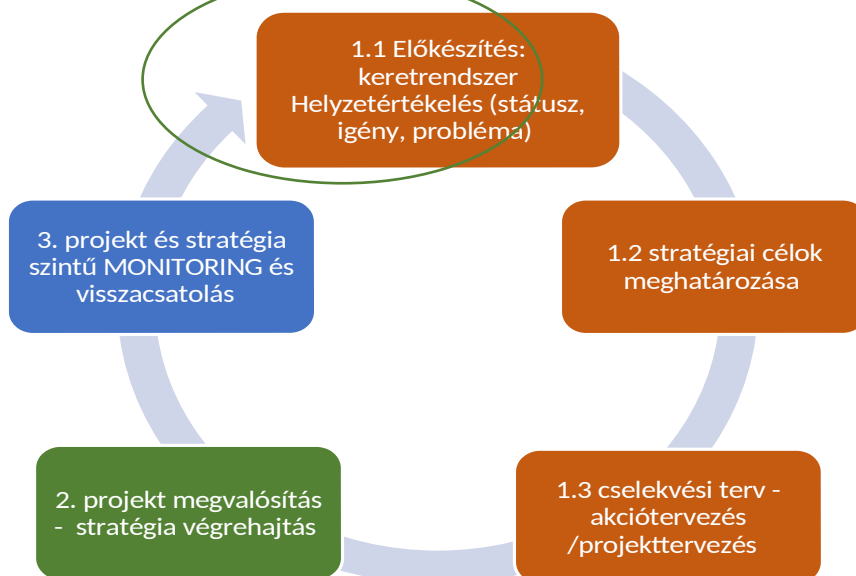 1.1 Előkészítés:
keretrendszer
Helyzetértékelés (státusz,
igény, probléma)
1.2 stratégiai célok
meghatározása
1.3 cselekvési terv -
akciótervezés
/projekttervezés
2. projekt megvalósítás
- stratégia végrehajtás
3. projekt és stratégia
szintű MONITORING és
visszacsatolás